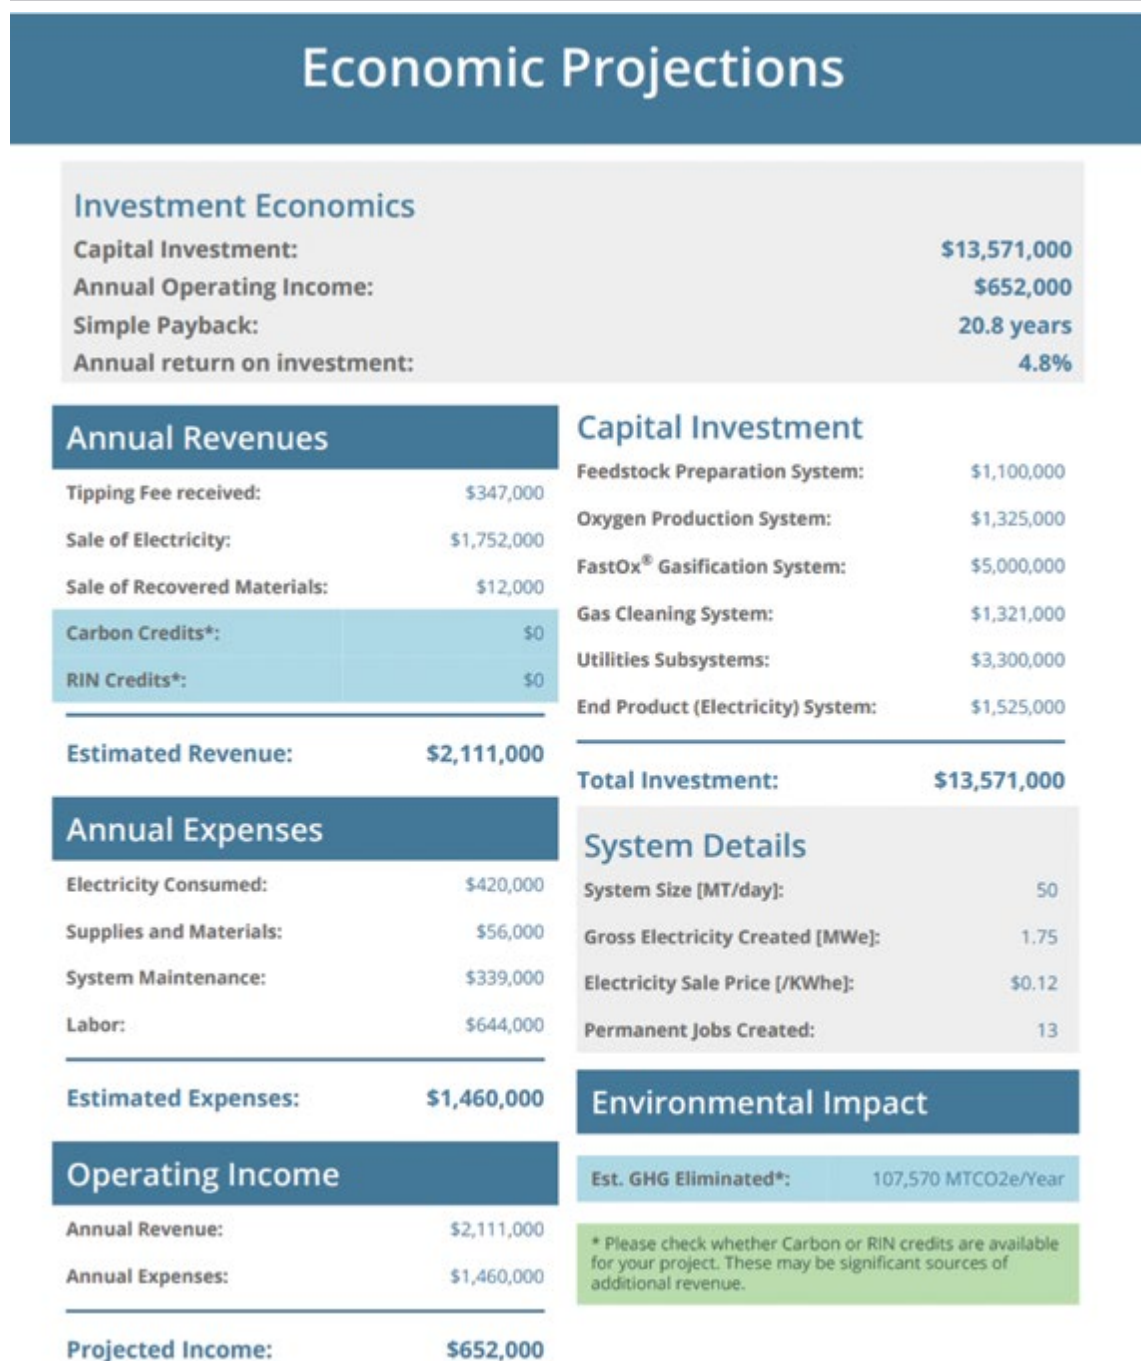 Economic Projections
Investment Economics
Capital Investment: $13,571,000
Annual Operating Income: $652,000
Simple Payback: 20.8 years
Annual return on investment: 4.8%
Annual Revenues
Tipping Fee received: $347,000
Sale of Electricity: $1,752,000
Sale of Recovered Materials: $12,000
Carbon Credits*: $0
RIN Credits*: $0
Estimated Revenue: $2,111,000
Annual Expenses
Electricity Consumed: $420,000
Supplies and Materials: $56,000
System Maintenance: $339,000
Labor: $644,000
Estimated Expenses: $1,460,000
Operating Income
Annual Revenue: $2,111,000
Annual Expenses: $1,460,000
Projected Income: $652,000
Capital Investment
Feedstock Preparation System: $1,100,000
Oxygen Production System: $1,325,000
FastOx® Gasification System: $5,000,000
Gas Cleaning System: $1,321,000
Utilities Subsystems: $3,300,000
End Product (Electricity) System: $1,525,000
Total Investment: $13,571,000
System Details
System Size [MT/day]: 50
Gross Electricity Created [MWe]: 1.75
Electricity Sale Price [/KWhe]: $0.12
Permanent Jobs Created: 13
Environmental Impact
Est. GHG Eliminated*: 107,570 MTCO2e/Year
* Please check whether Carbon or RIN credits are available
for your project. These may be significant sources of
additional revenue.